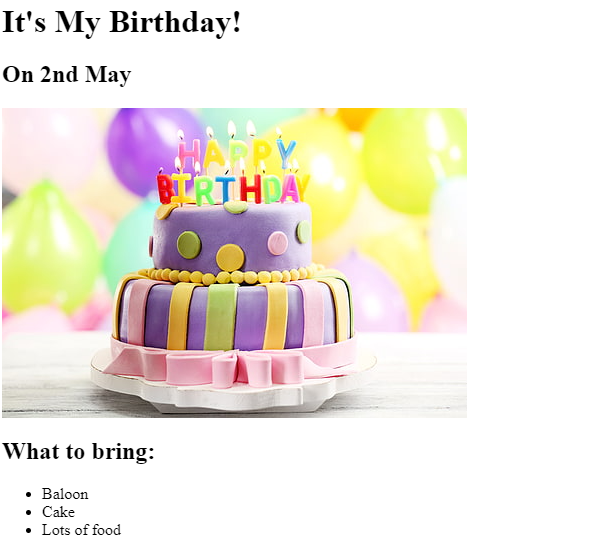 It's My Birthday!
On 2nd May
HAPPY
BIRTHDAY
What to bring:
Baloon
Cake
Lots of food